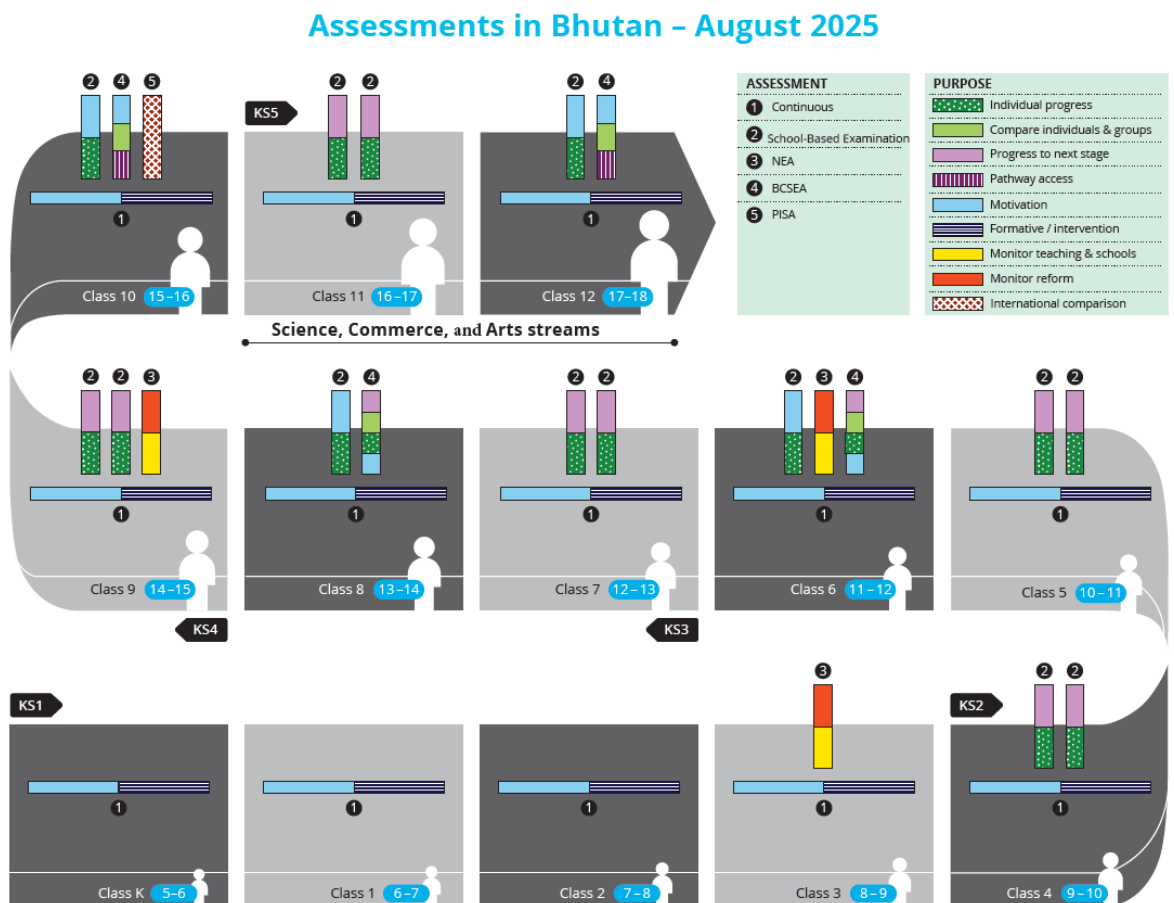 Assessments in Bhutan – August 2025
2 4 5
KS5
2 2
2 4
1
1
1
Class 10 15–16
Class 11 16–17
Class 12 17–18
Science, Commerce, and Arts streams
ASSESSMENT
1 Continuous
2 School-Based Examination
3 NEA
4 BCSEA
5 PISA
PURPOSE
Individual progress
Compare individuals & groups
Progress to next stage
Pathway access
Motivation
Formative / intervention
Monitor teaching & schools
Monitor reform
International comparison
2 2 3
2 4
2 2
2 3 4
2 2
1
1
1
1
1
Class 9 14–15
Class 8 13–14
Class 7 12–13
Class 6 11–12
Class 5 10–11
KS4
KS3
KS1
3
KS2
2 2
1
1
1
1
1
Class K 5–6
Class 1 6–7
Class 2 7–8
Class 3 8–9
Class 4 9–10